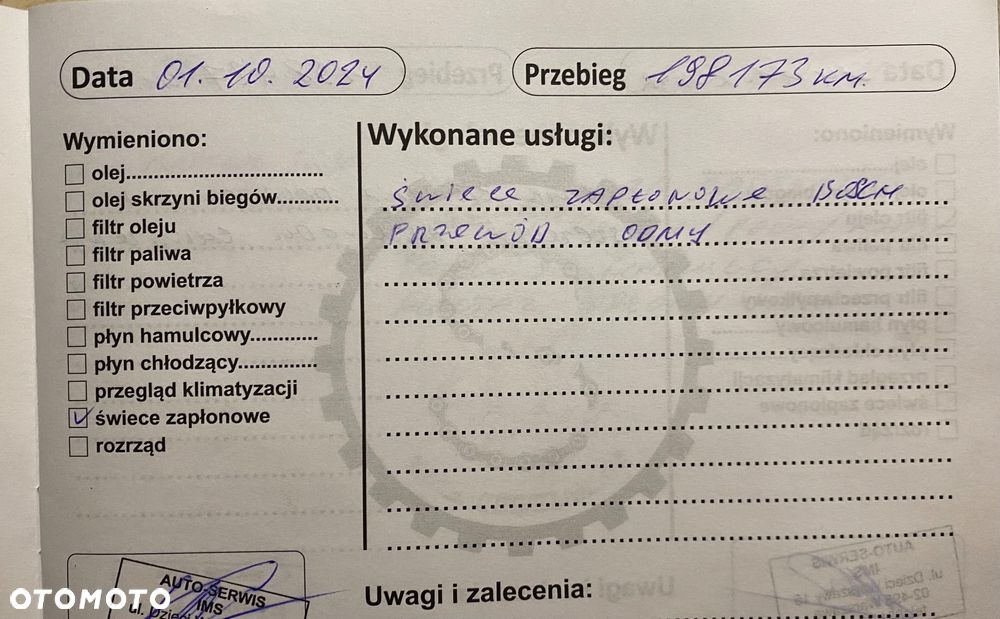 Data 01.10.2024
Przebieg 198173 km.
Wymieniono:
olej
olej skrzyni biegów
filtr oleju
filtr paliwa
filtr powietrza
filtr przeciwpyłkowy
płyn hamulcowy
płyn chłodzący
przegląd klimatyzacji
świece zapłonowe
rozrząd
Wykonane usługi:
ŚWIECE ZAPŁONOWE BOSCH
PRZEWÓD ODMY
Uwagi i zalecenia:
AUTO-SERWIS
IMS
ul. Dzieci
OTOMOTO